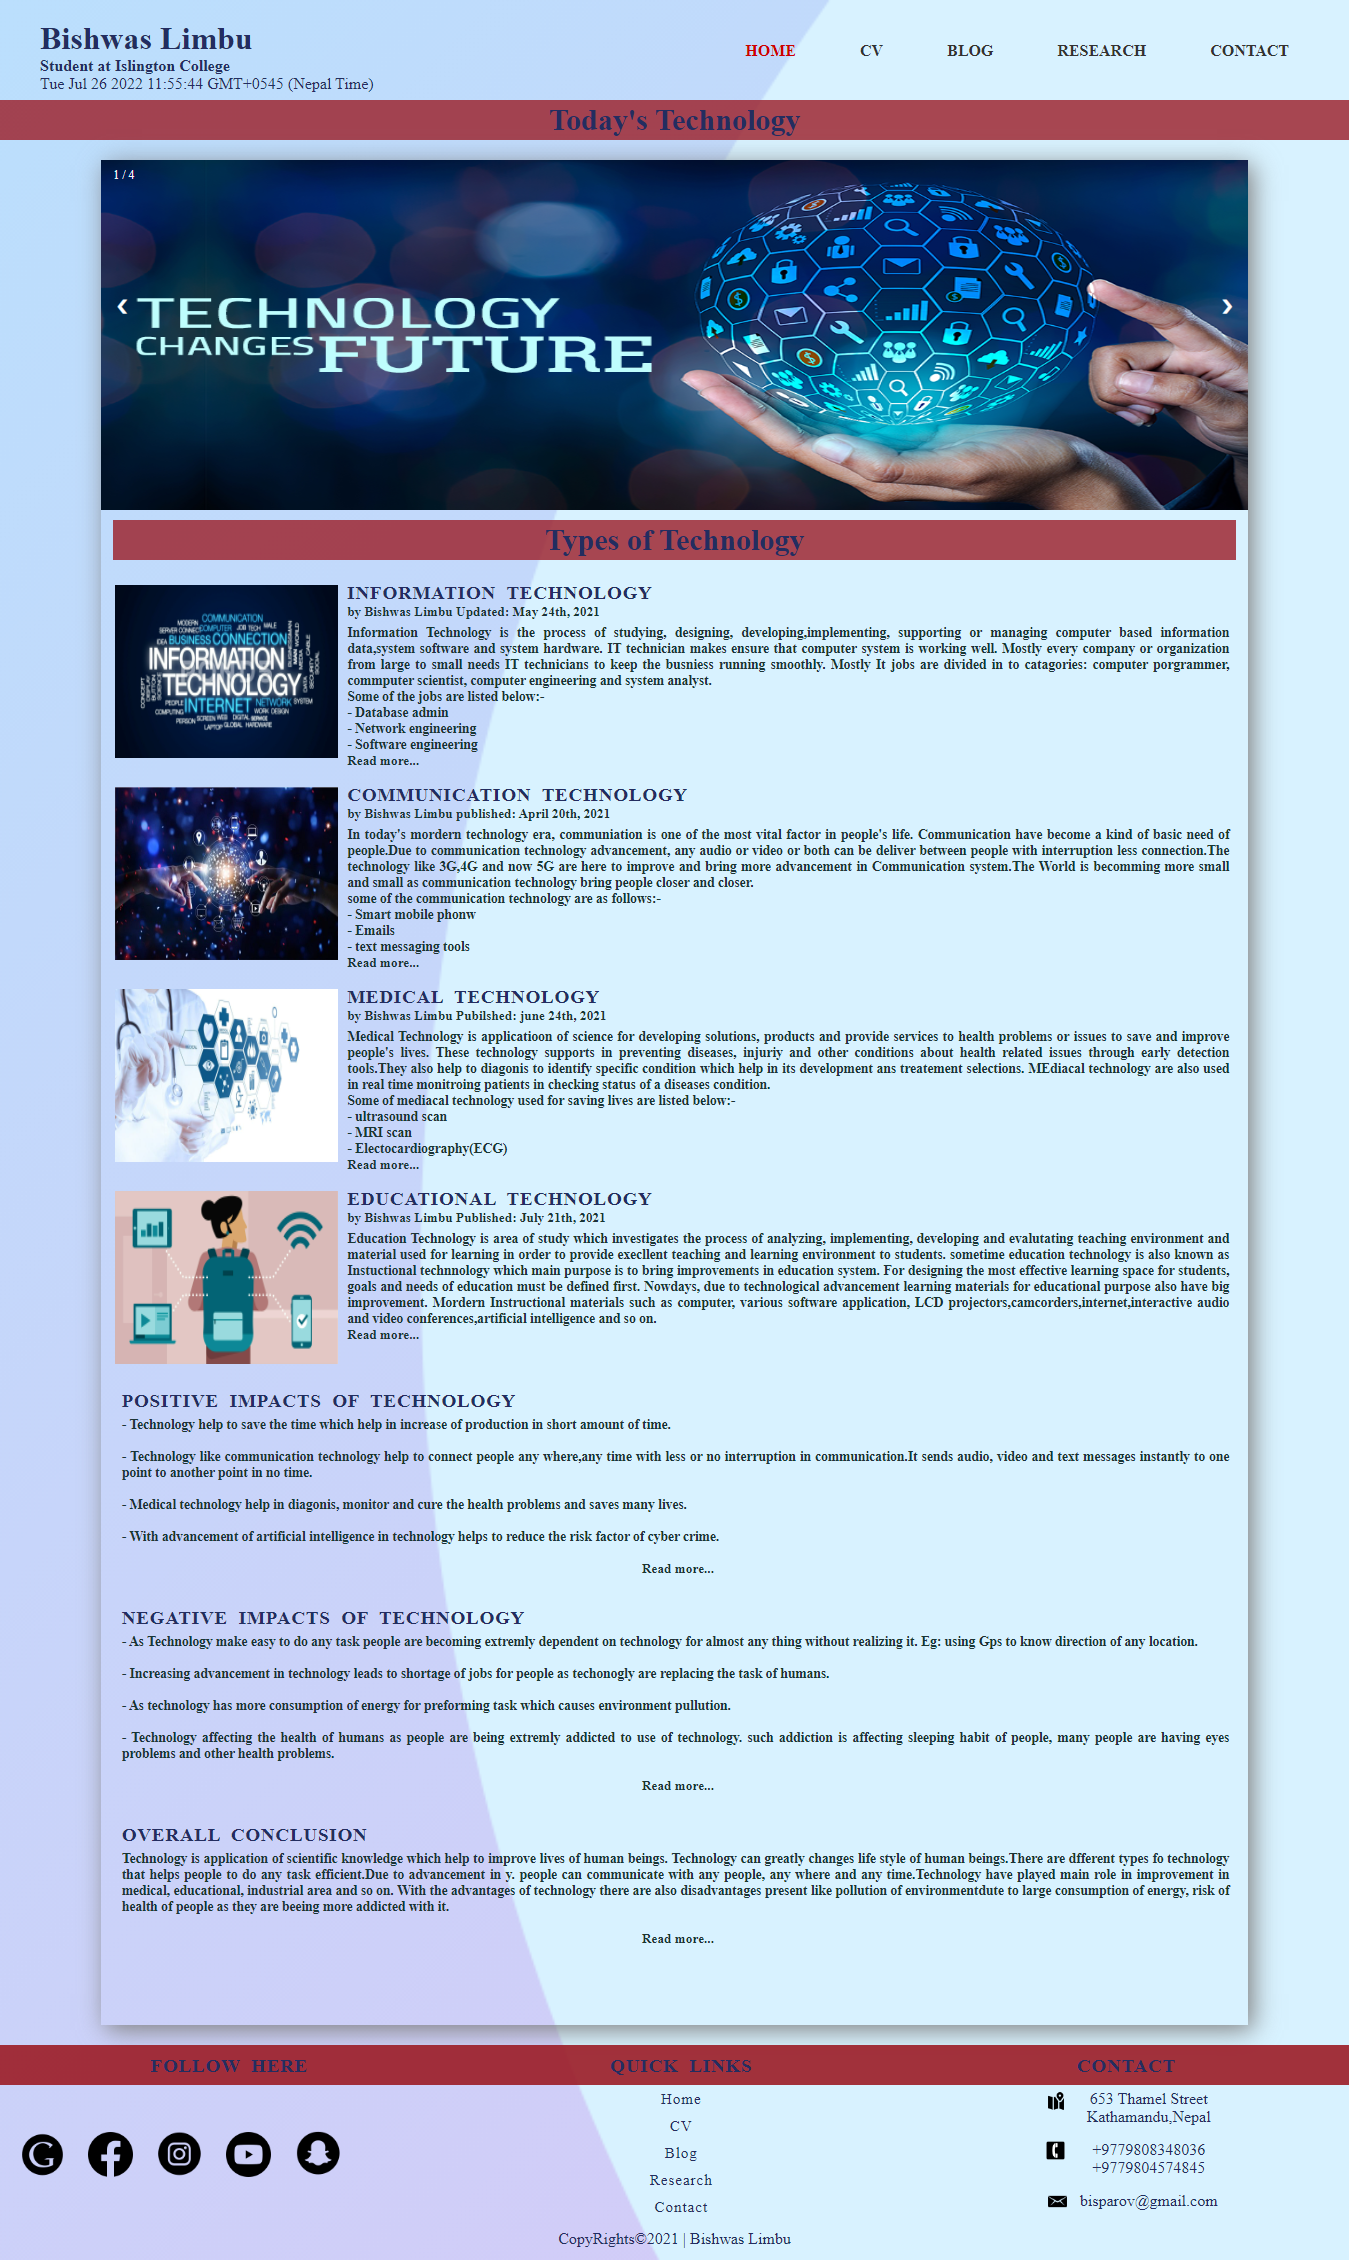 Bishwas Limbu
Student at Islington College
Tue Jul 26 2022 11:55:44 GMT+0545 (Nepal Time)
HOME CV BLOG RESEARCH CONTACT
Today's Technology
1 / 4
❮ ❯
TECHNOLOGY
CHANGES FUTURE
Types of Technology
COMMUNICATION
BUSINESS CONNECTION
INFORMATION
TECHNOLOGY
INTERNET NETWORK SYSTEM
INFORMATION TECHNOLOGY
by Bishwas Limbu Updated: May 24th, 2021
Information Technology is the process of studying, designing, developing,implementing, supporting or managing computer based information
data,system software and system hardware. IT technician makes ensure that computer system is working well. Mostly every company or organization
from large to small needs IT technicians to keep the busniess running smoothly. Mostly It jobs are divided in to catagories: computer porgrammer,
commputer scientist, computer engineering and system analyst.
Some of the jobs are listed below:-
- Database admin
- Network engineering
- Software engineering
Read more...
COMMUNICATION TECHNOLOGY
by Bishwas Limbu published: April 20th, 2021
In today's mordern technology era, communiation is one of the most vital factor in people's life. Communication have become a kind of basic need of
people.Due to communication technology advancement, any audio or video or both can be deliver between people with interruption less connection.The
technology like 3G,4G and now 5G are here to improve and bring more advancement in Communication system.The World is becomming more small
and small as communication technology bring people closer and closer.
some of the communication technology are as follows:-
- Smart mobile phonw
- Emails
- text messaging tools
Read more...
MEDICAL TECHNOLOGY
by Bishwas Limbu Pubilshed: june 24th, 2021
Medical Technology is applicatioon of science for developing solutions, products and provide services to health problems or issues to save and improve
people's lives. These technology supports in preventing diseases, injuriy and other conditions about health related issues through early detection
tools.They also help to diagonis to identify specific condition which help in its development ans treatement selections. MEdiacal technology are also used
in real time monitroing patients in checking status of a diseases condition.
Some of mediacal technology used for saving lives are listed below:-
- ultrasound scan
- MRI scan
- Electocardiography(ECG)
Read more...
EDUCATIONAL TECHNOLOGY
by Bishwas Limbu Published: July 21th, 2021
Education Technology is area of study which investigates the process of analyzing, implementing, developing and evalutating teaching environment and
material used for learning in order to provide execllent teaching and learning environment to students. sometime education technology is also known as
Instuctional technnology which main purpose is to bring improvements in education system. For designing the most effective learning space for students,
goals and needs of education must be defined first. Nowdays, due to technological advancement learning materials for educational purpose also have big
improvement. Mordern Instructional materials such as computer, various software application, LCD projectors,camcorders,internet,interactive audio
and video conferences,artificial intelligence and so on.
Read more...
POSITIVE IMPACTS OF TECHNOLOGY
- Technology help to save the time which help in increase of production in short amount of time.
- Technology like communication technology help to connect people any where,any time with less or no interruption in communication.It sends audio, video and text messages instantly to one
point to another point in no time.
- Medical technology help in diagonis, monitor and cure the health problems and saves many lives.
- With advancement of artificial intelligence in technology helps to reduce the risk factor of cyber crime.
Read more...
NEGATIVE IMPACTS OF TECHNOLOGY
- As Technology make easy to do any task people are becoming extremly dependent on technology for almost any thing without realizing it. Eg: using Gps to know direction of any location.
- Increasing advancement in technology leads to shortage of jobs for people as techonogly are replacing the task of humans.
- As technology has more consumption of energy for preforming task which causes environment pullution.
- Technology affecting the health of humans as people are being extremly addicted to use of technology. such addiction is affecting sleeping habit of people, many people are having eyes
problems and other health problems.
Read more...
OVERALL CONCLUSION
Technology is application of scientific knowledge which help to improve lives of human beings. Technology can greatly changes life style of human beings.There are dfferent types fo technology
that helps people to do any task efficient.Due to advancement in y. people can communicate with any people, any where and any time.Technology have played main role in improvement in
medical, educational, industrial area and so on. With the advantages of technology there are also disadvantages present like pollution of environmentdute to large consumption of energy, risk of
health of people as they are beeing more addicted with it.
Read more...
FOLLOW HERE
QUICK LINKS
Home
CV
Blog
Research
Contact
CONTACT
653 Thamel Street
Kathamandu,Nepal
+9779808348036
+9779804574845
bisparov@gmail.com
CopyRights©2021 | Bishwas Limbu